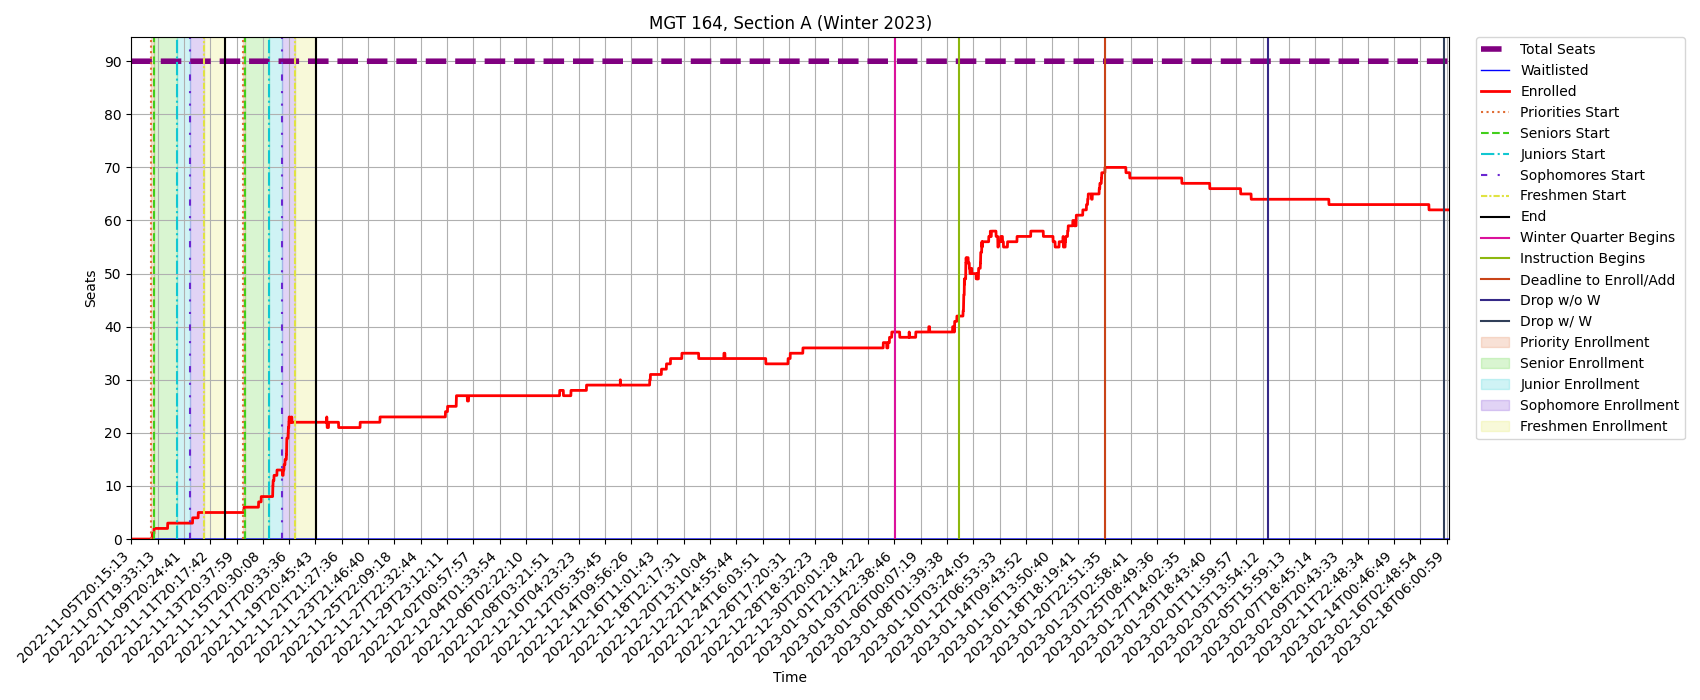 MGT 164, Section A (Winter 2023)
Seats
90
80
70
60
50
40
30
20
10
0
2022-11-05T20:15:13
2022-11-07T19:33:13
2022-11-09T20:24:41
2022-11-11T20:17:42
2022-11-13T20:37:59
2022-11-15T20:30:08
2022-11-17T20:33:36
2022-11-19T20:45:43
2022-11-21T21:27:36
2022-11-23T21:46:40
2022-11-25T22:09:18
2022-11-27T22:32:44
2022-11-29T23:12:11
2022-12-02T00:57:57
2022-12-04T01:33:54
2022-12-06T02:22:10
2022-12-08T03:21:51
2022-12-10T04:23:23
2022-12-12T05:35:45
2022-12-14T09:56:26
2022-12-16T11:01:43
2022-12-18T12:17:31
2022-12-20T13:10:04
2022-12-22T14:55:44
2022-12-24T16:03:51
2022-12-26T17:20:31
2022-12-28T18:32:23
2022-12-30T20:01:28
2023-01-01T21:14:22
2023-01-03T22:38:46
2023-01-06T00:07:19
2023-01-08T01:39:38
2023-01-10T03:24:05
2023-01-12T06:53:33
2023-01-14T09:43:52
2023-01-16T13:50:40
2023-01-18T18:19:41
2023-01-20T22:51:35
2023-01-23T02:58:41
2023-01-25T08:49:36
2023-01-27T14:02:35
2023-01-29T18:43:40
2023-02-01T11:59:57
2023-02-03T13:54:12
2023-02-05T15:59:13
2023-02-07T18:45:14
2023-02-09T20:43:33
2023-02-11T22:48:34
2023-02-14T00:46:49
2023-02-16T02:48:54
2023-02-18T06:00:59
Time
Total Seats
Waitlisted
Enrolled
Priorities Start
Seniors Start
Juniors Start
Sophomores Start
Freshmen Start
End
Winter Quarter Begins
Instruction Begins
Deadline to Enroll/Add
Drop w/o W
Drop w/ W
Priority Enrollment
Senior Enrollment
Junior Enrollment
Sophomore Enrollment
Freshmen Enrollment